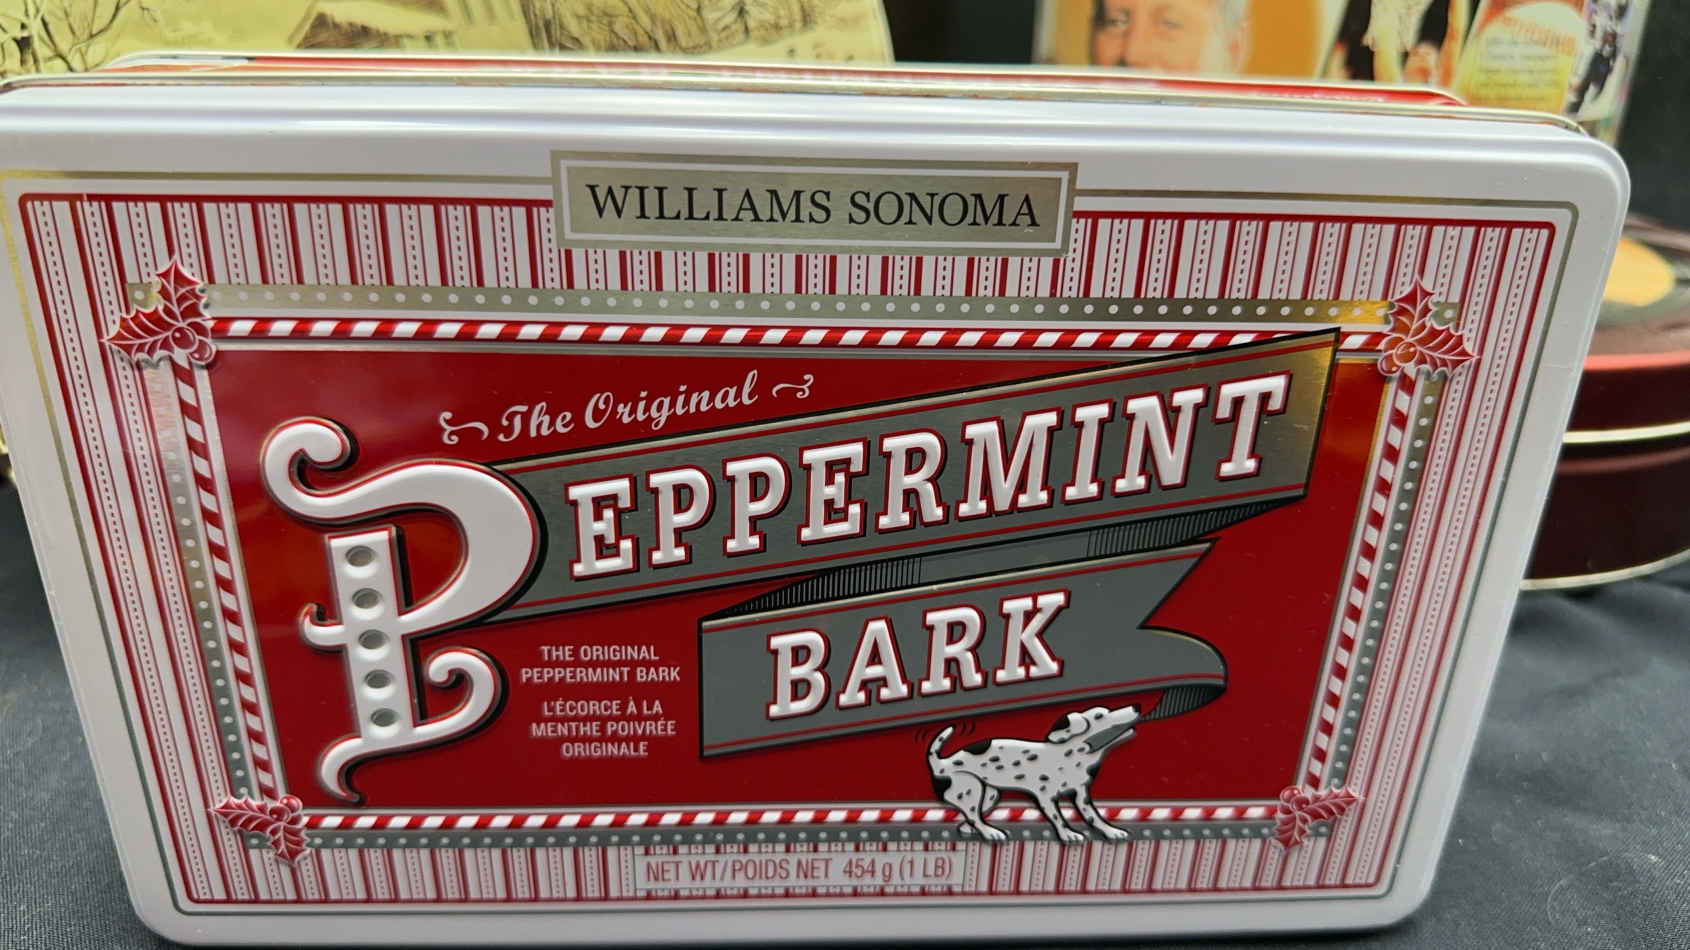 WILLIAMS SONOMA
The Original
PEPPERMINT
BARK
THE ORIGINAL
PEPPERMINT BARK
L'ÉCORCE À LA
MENTHE POIVRÉE
ORIGINALE
NET WT/POIDS NET 454 g (1 LB)